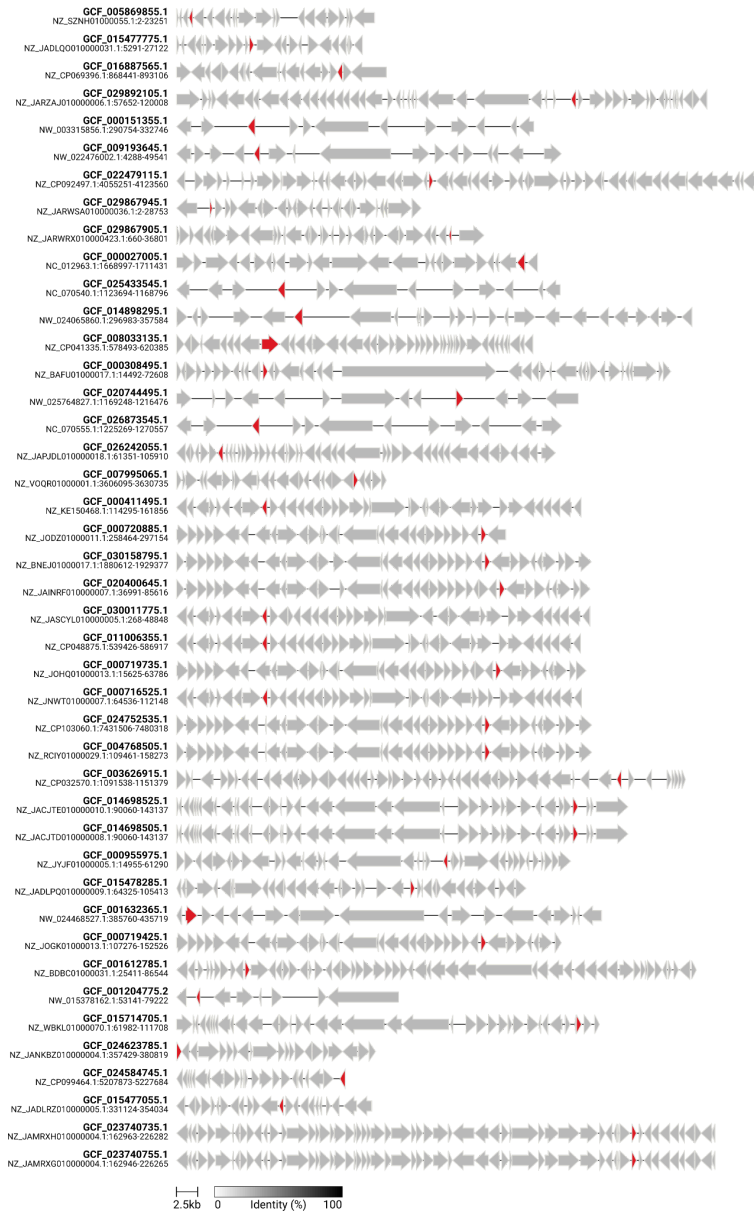 GCF_005869855.1
NZ_SZNH01000055.1:2-23251
GCF_015477775.1
NZ_JADLQO010000031.1:5291-27122
GCF_016887565.1
NZ_CP069396.1:868441-893106
GCF_029892105.1
NZ_JARZAJ010000006.1:57652-120008
GCF_000151355.1
NW_003315856.1:290754-332746
GCF_009193645.1
NW_022476002.1:4288-49541
GCF_022479115.1
NZ_CP092497.1:4055251-4123560
GCF_029867945.1
NZ_JARWSA010000036.1:2-28753
GCF_029867905.1
NZ_JARWRX010000423.1:660-36801
GCF_000027005.1
NC_012963.1:1668997-1711431
GCF_025433545.1
NC_070540.1:1123694-1168796
GCF_014898295.1
NW_024065860.1:296983-357584
GCF_008033135.1
NZ_CP041335.1:578493-620385
GCF_000308495.1
NZ_BAFU01000017.1:14492-72608
GCF_020744495.1
NW_025764827.1:1169248-1216476
GCF_026873545.1
NC_070555.1:1225269-1270557
GCF_026242055.1
NZ_JAPJDL010000018.1:61351-105910
GCF_007995065.1
NZ_VOQR01000001.1:3606095-3630735
GCF_000411495.1
NZ_KE150468.1:114295-161856
GCF_000720885.1
NZ_JODZ01000011.1:258464-297154
GCF_030158795.1
NZ_BNEJ01000017.1:1880612-1929377
GCF_020400645.1
NZ_JAINRF010000007.1:36991-85616
GCF_030011775.1
NZ_JASCYL010000005.1:268-48848
GCF_011006355.1
NZ_CP048875.1:539426-586917
GCF_000719735.1
NZ_JOHQ01000013.1:15625-63786
GCF_000716525.1
NZ_JNWT01000007.1:64536-112148
GCF_024752535.1
NZ_CP103060.1:7431506-7480318
GCF_004768505.1
NZ_RCIY01000029.1:109461-158273
GCF_003626915.1
NZ_CP032570.1:1091538-1151379
GCF_014698525.1
NZ_JACJTE010000010.1:90060-143137
GCF_014698505.1
NZ_JACJTD010000008.1:90060-143137
GCF_000955975.1
NZ_JYJF01000005.1:14955-61290
GCF_015478285.1
NZ_JADLPQ010000009.1:64325-105413
GCF_001632365.1
NW_024468527.1:385760-435719
GCF_000719425.1
NZ_JOGK01000013.1:107276-152526
GCF_001612785.1
NZ_BDBC01000031.1:25411-86544
GCF_001204775.2
NW_015378162.1:53141-79222
GCF_015714705.1
NZ_WBKL01000070.1:61982-111708
GCF_024623785.1
NZ_JANKBZ010000004.1:357429-380819
GCF_024584745.1
NZ_CP099464.1:5207873-5227684
GCF_015477055.1
NZ_JADLRZ010000005.1:331124-354034
GCF_023740735.1
NZ_JAMRXH010000004.1:162963-226282
GCF_023740755.1
NZ_JAMRXG010000004.1:162946-226265
2.5kb
0 Identity (%) 100